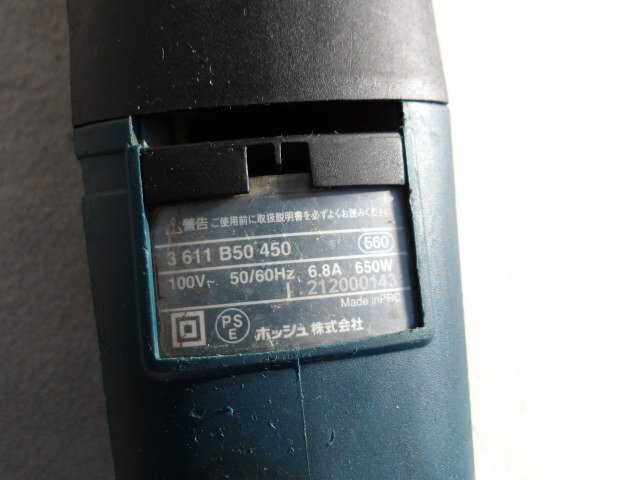 ⚠警告 ご使用前に取扱説明書を必ずよくお読みください
3 611 B50 450 560
100V~ 50/60Hz 6.8A 650W
212000143
Made in PRC
PS
E
ボッシュ株式会社